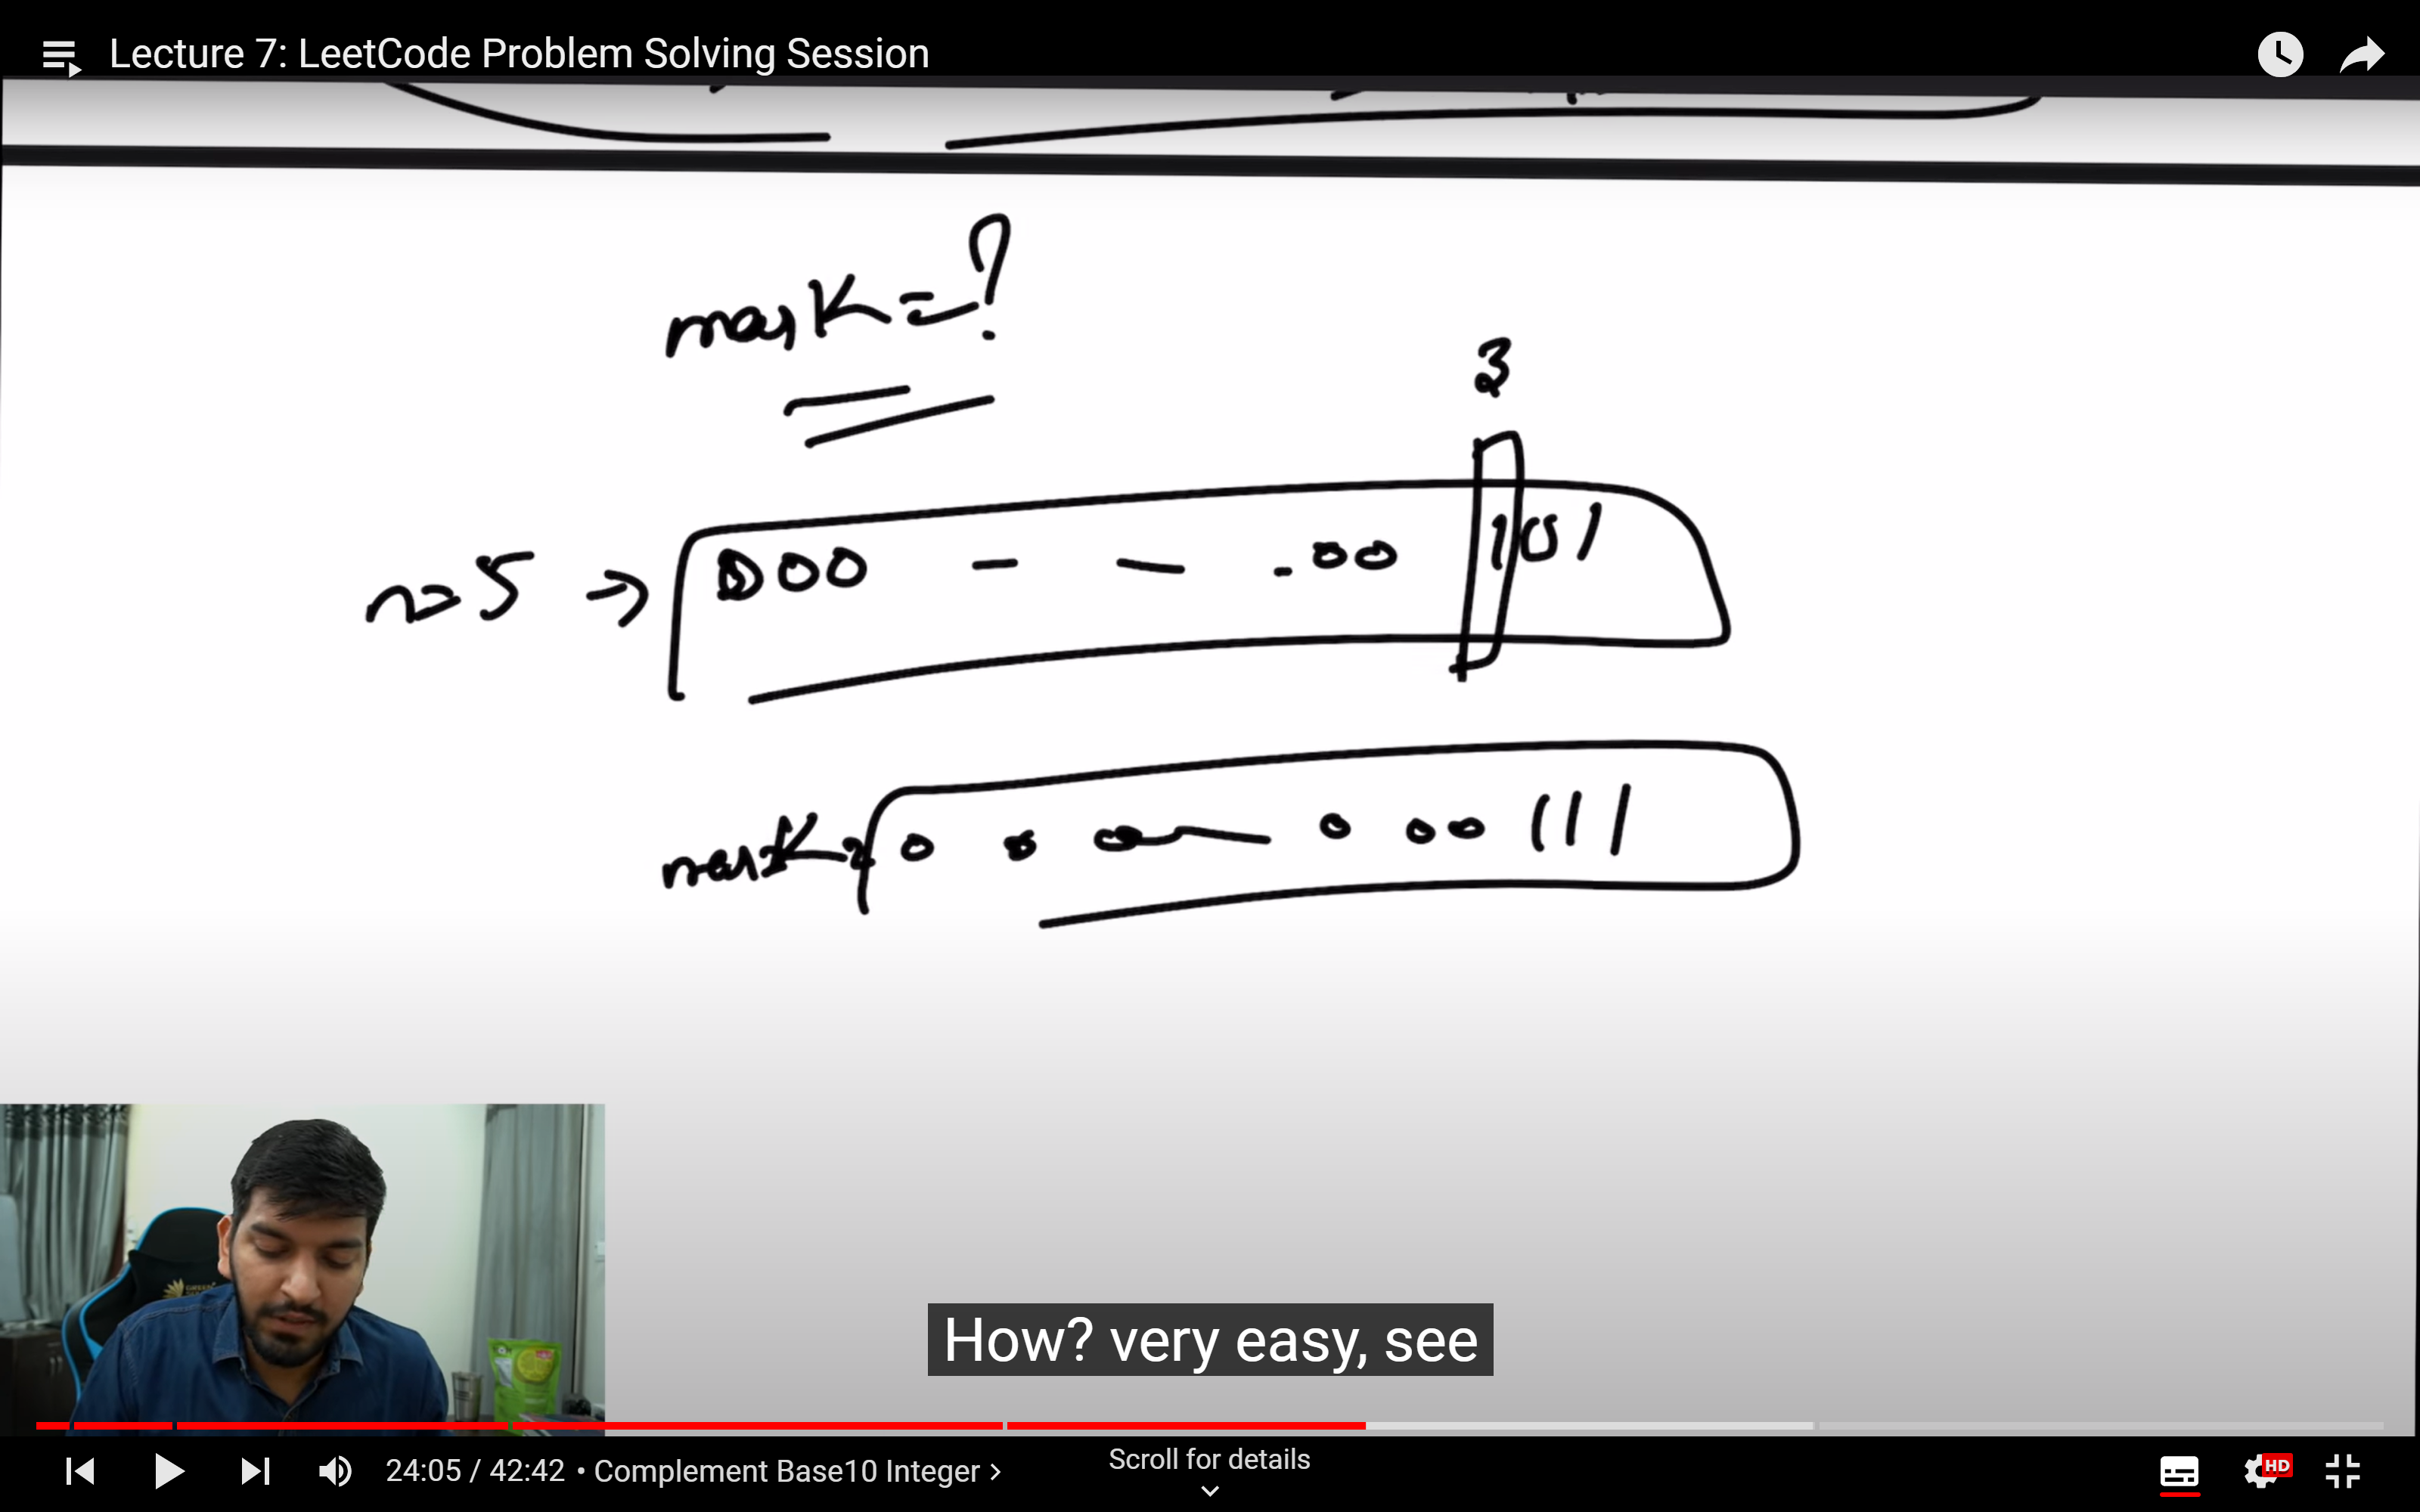 Lecture 7: LeetCode Problem Solving Session
mask=?
3
n=5 → 000 - - - 00 101
mask= 0 0 0 — 0 00 111
How? very easy, see
24:05 / 42:42 • Complement Base10 Integer >
Scroll for details
HD